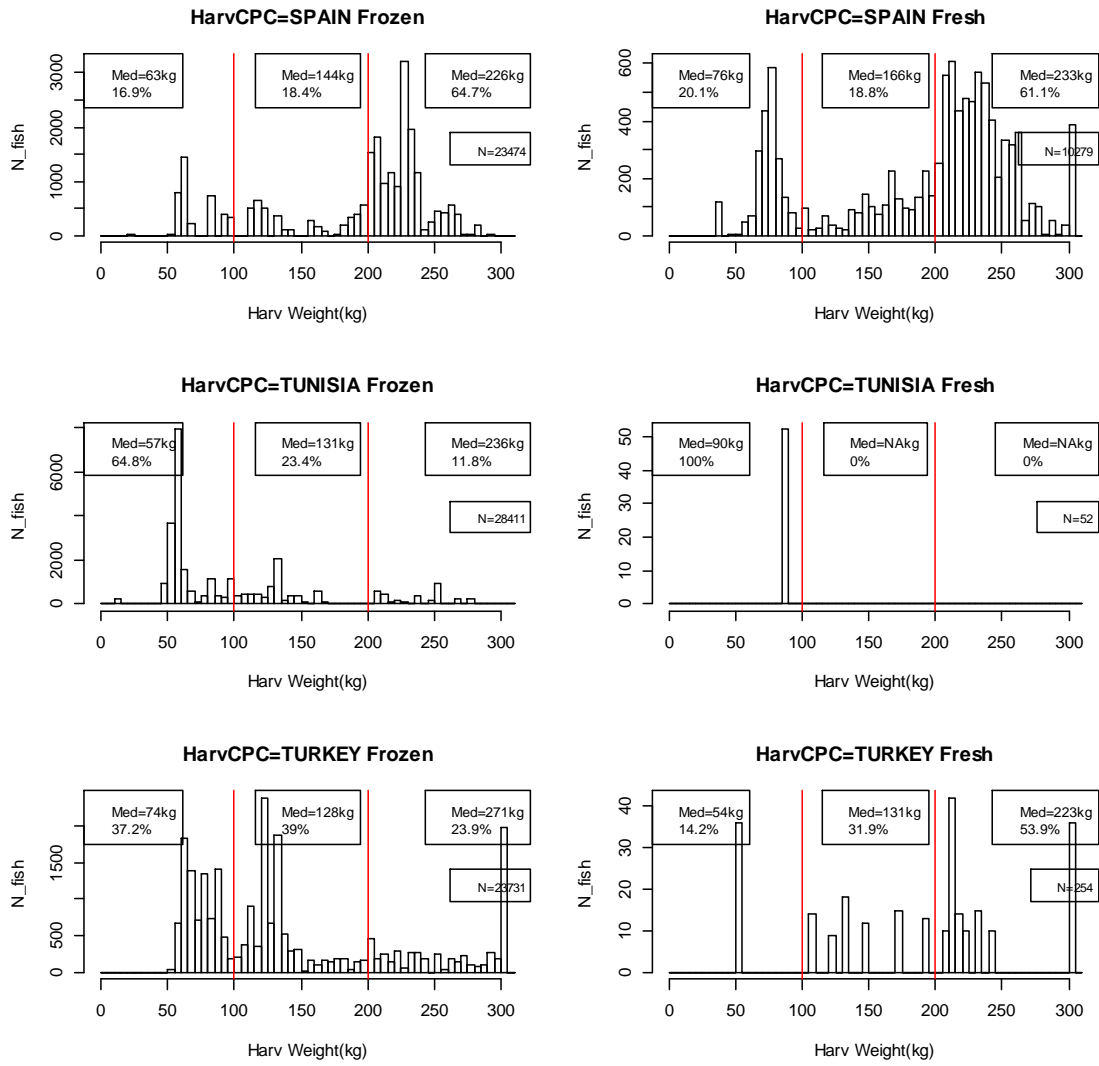 HarvCPC=SPAIN Frozen
Med=63kg
16.9%
Med=144kg
18.4%
Med=226kg
64.7%
N=23474
N_fish
0
1000
2000
3000
0 50 100 150 200 250 300
Harv Weight(kg)
HarvCPC=SPAIN Fresh
Med=76kg
20.1%
Med=166kg
18.8%
Med=233kg
61.1%
N=10279
N_fish
0
200
400
600
0 50 100 150 200 250 300
Harv Weight(kg)
HarvCPC=TUNISIA Frozen
Med=57kg
64.8%
Med=131kg
23.4%
Med=236kg
11.8%
N=28411
N_fish
0
2000
6000
0 50 100 150 200 250 300
Harv Weight(kg)
HarvCPC=TUNISIA Fresh
Med=90kg
100%
Med=NAkg
0%
Med=NAkg
0%
N=52
N_fish
0
10
20
30
40
50
0 50 100 150 200 250 300
Harv Weight(kg)
HarvCPC=TURKEY Frozen
Med=74kg
37.2%
Med=128kg
39%
Med=271kg
23.9%
N=23731
N_fish
0
500
1500
0 50 100 150 200 250 300
Harv Weight(kg)
HarvCPC=TURKEY Fresh
Med=54kg
14.2%
Med=131kg
31.9%
Med=223kg
53.9%
N=254
N_fish
0
10
20
30
40
0 50 100 150 200 250 300
Harv Weight(kg)